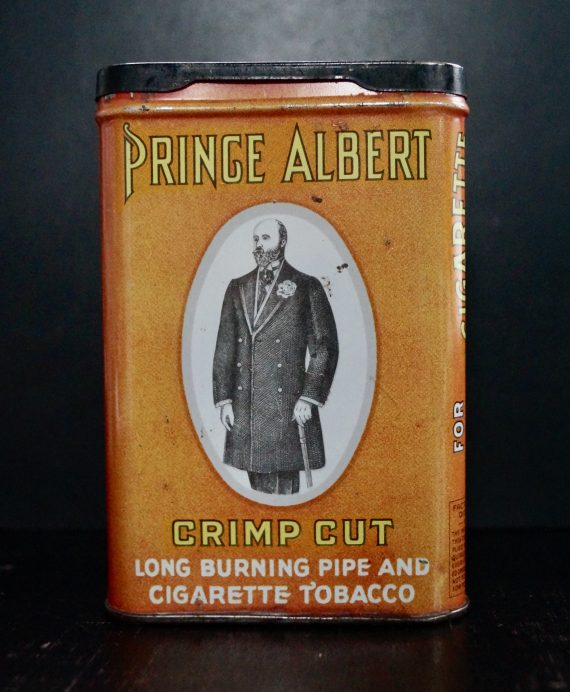 PRINCE ALBERT
CRIMP CUT
LONG BURNING PIPE AND
CIGARETTE TOBACCO
FOR CIGARETTE